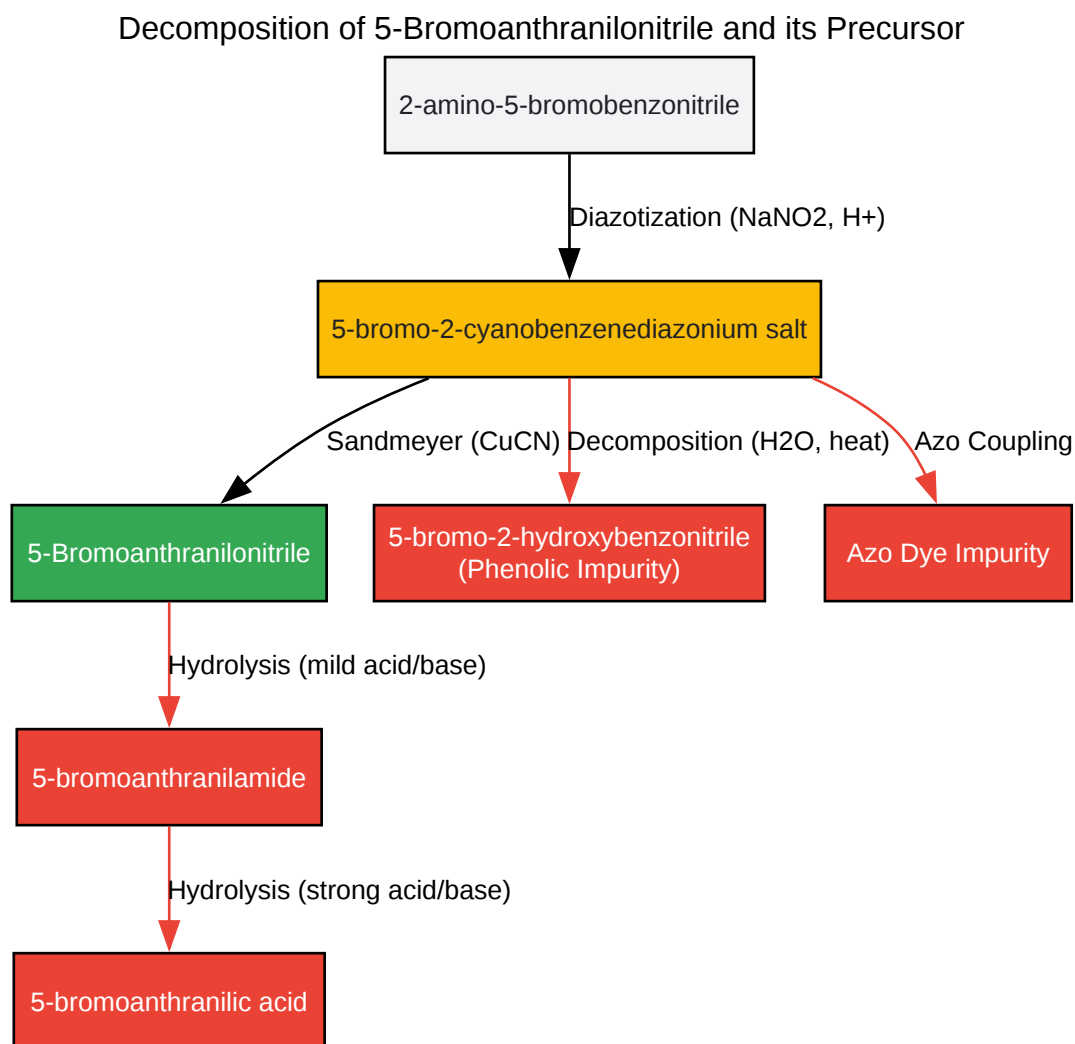 Decomposition of 5-Bromoanthranilonitrile and its Precursor
2-amino-5-bromobenzonitrile
Diazotization (NaNO2, H+)
5-bromo-2-cyanobenzenediazonium salt
Sandmeyer (CuCN)
Decomposition (H2O, heat)
Azo Coupling
5-Bromoanthranilonitrile
5-bromo-2-hydroxybenzonitrile
(Phenolic Impurity)
Azo Dye Impurity
Hydrolysis (mild acid/base)
5-bromoanthranilamide
Hydrolysis (strong acid/base)
5-bromoanthranilic acid